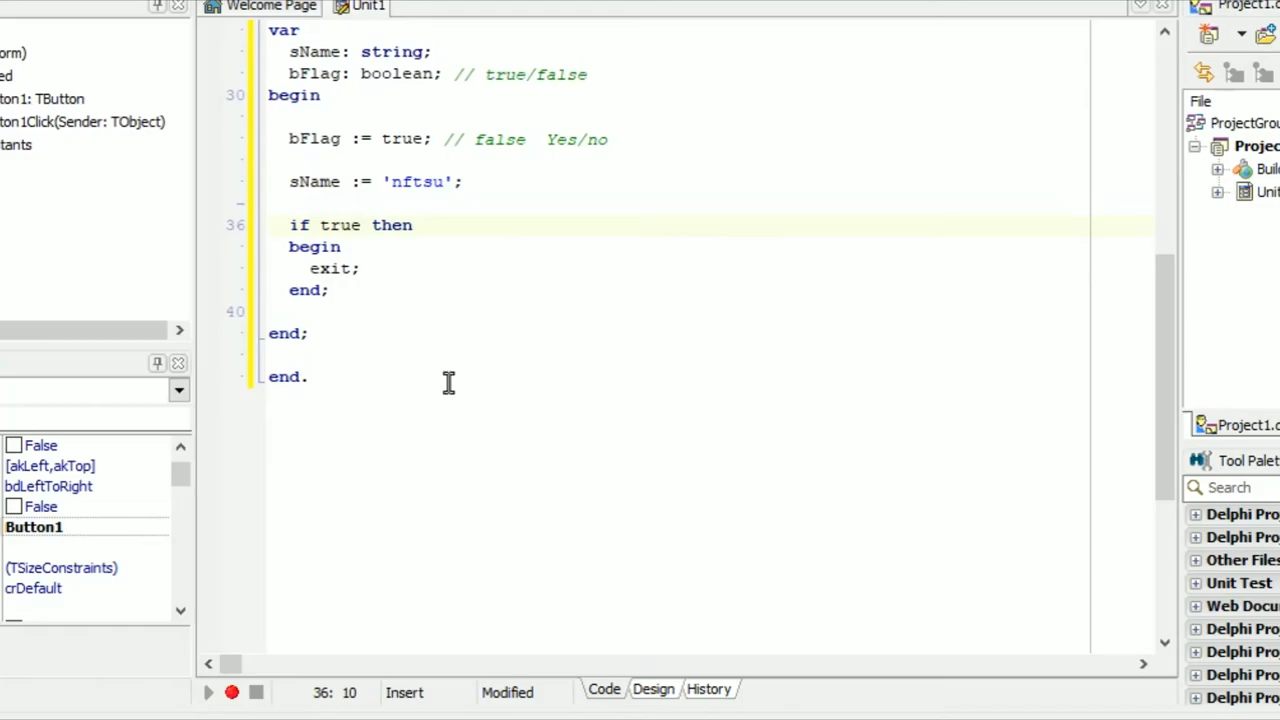 Welcome Page
Unit1
Project1.
orm)
ed
ton1: TButton
ton1Click(Sender: TObject)
tants
False
[akLeft,akTop]
bdLeftToRight
False
Button1
(TSizeConstraints)
crDefault
var
sName: string;
bFlag: boolean; // true/false
30 begin
bFlag := true; // false Yes/no
sName := 'nftsu';
36 if true then
begin
exit;
end;
40
end;
end.
36: 10
Insert
Modified
Code
Design
History
File
ProjectGrou
Projec
Buil
Unit
Project1.
Tool Palet
Search
Delphi Pro
Delphi Pro
Other Files
Unit Test
Web Docu
Delphi Pro
Delphi Pro
Delphi Pro
Delphi Pro